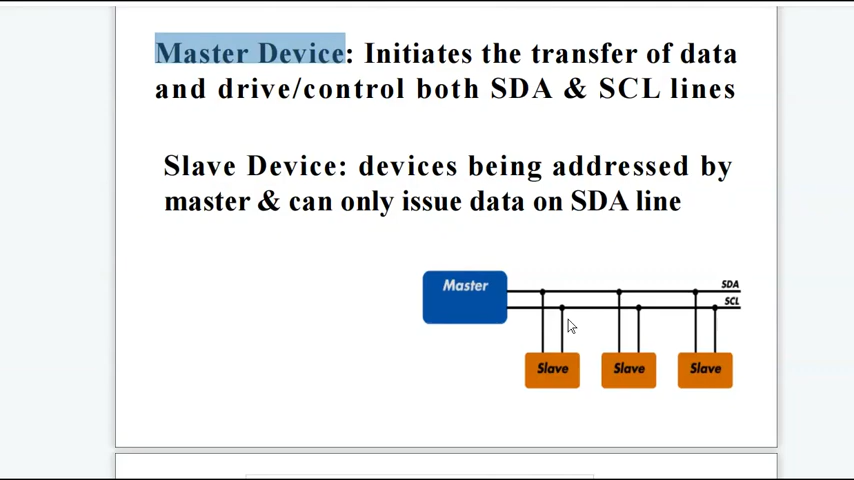 Master Device: Initiates the transfer of data
and drive/control both SDA & SCL lines
Slave Device: devices being addressed by
master & can only issue data on SDA line
Master
SDA
SCL
Slave
Slave
Slave